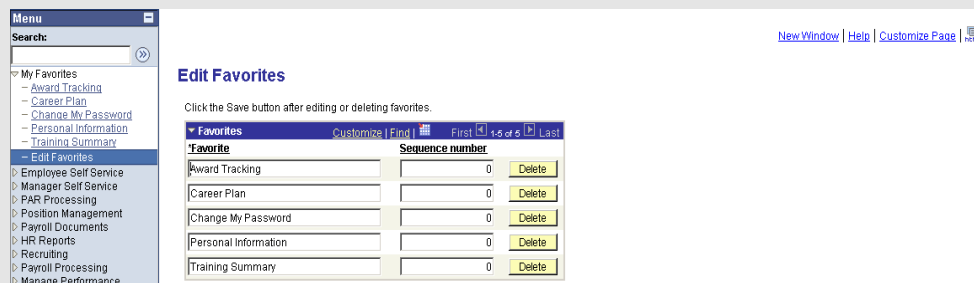 Menu
Search:
My Favorites
– Award Tracking
– Career Plan
– Change My Password
– Personal Information
– Training Summary
– Edit Favorites
Employee Self Service
Manager Self Service
PAR Processing
Position Management
Payroll Documents
HR Reports
Recruiting
Payroll Processing
Manage Performance
New Window | Help | Customize Page |
Edit Favorites
Click the Save button after editing or deleting favorites.
Favorites Customize | Find | First 1-5 of 5 Last
*Favorite Sequence number
Award Tracking 0 Delete
Career Plan 0 Delete
Change My Password 0 Delete
Personal Information 0 Delete
Training Summary 0 Delete